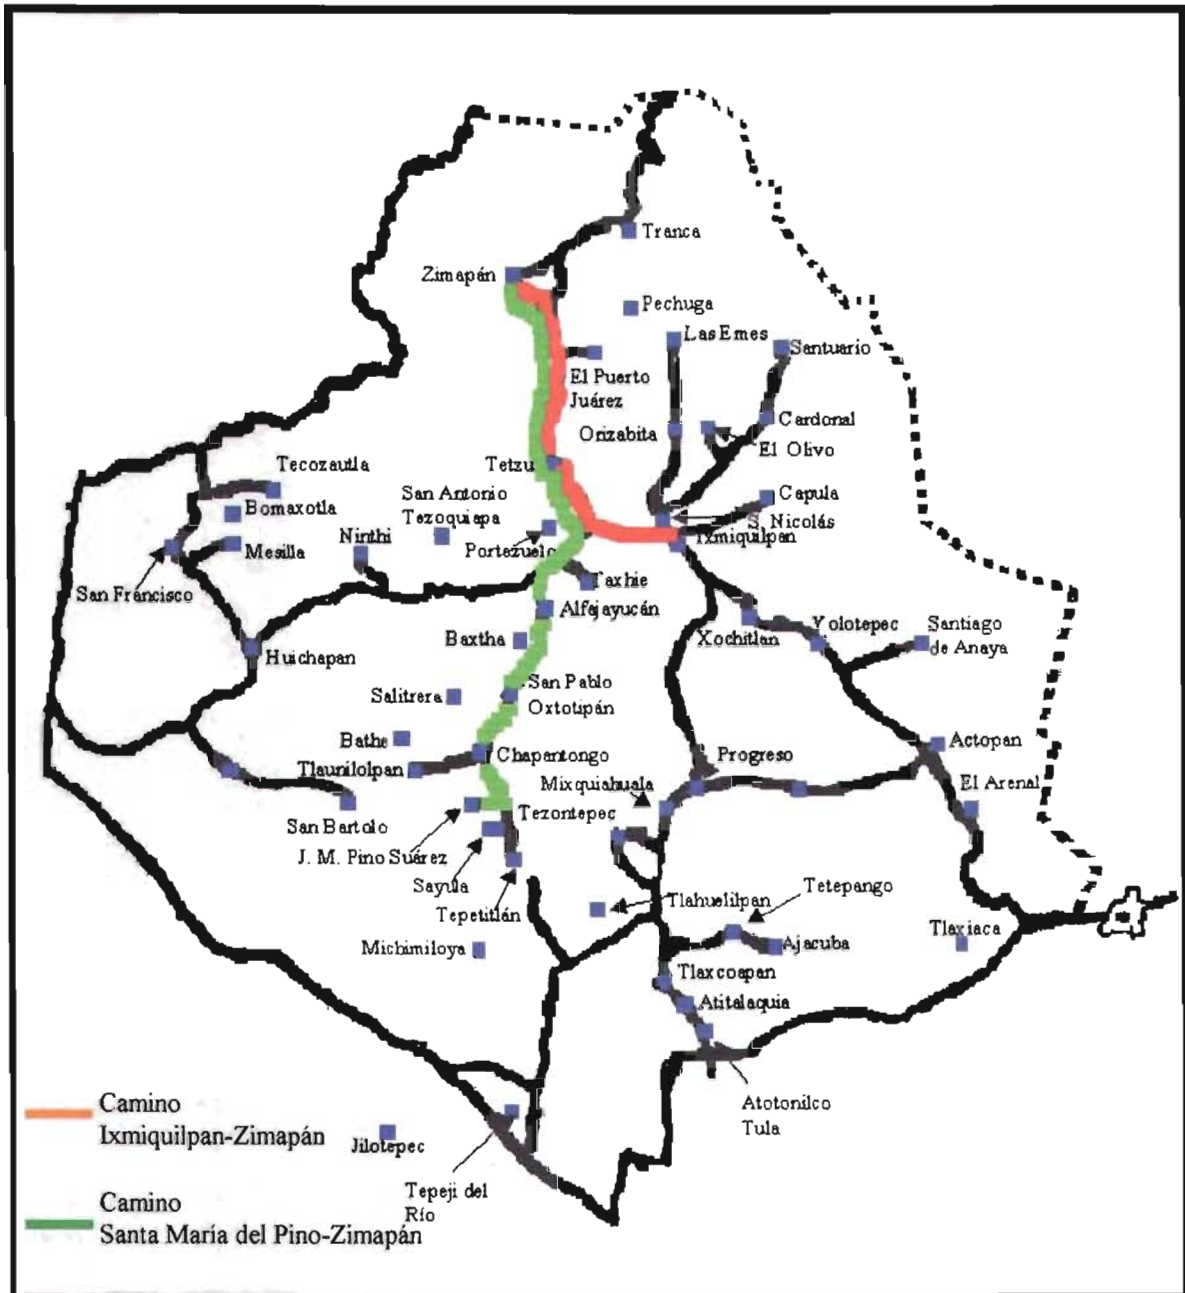 Tranca
Zimapán
Pechuga
Las Emes
Santuario
El Puerto
Juárez
Cardonal
Orizabita
El Olivo
Tetzu
Tecozautla
San Antonio
Tezoquiapa
Capula
Bomaxotla
S. Nicolás
Ninthi
Portezuelo
Ixmiquilpan
Mesilla
Taxhie
San Francisco
Alfajayucán
Xochitlan
Yolotepec
Santiago
de Anaya
Baxtha
Huichapan
San Pablo
Oxtotipán
Salitrera
Bathe
Actopan
Chapantongo
Progreso
Tlaunilolpan
Mixquiahuala
El Arenal
San Bartolo
Tezontepec
J. M. Pino Suárez
Sayula
Tetepango
Tlahuelilpan
Tepetitlán
Tlaxiaca
Michimiloya
Ajacuba
Tlaxcoapan
Atitalaquia
Atotonilco
Tula
Camino
Ixmiquilpan-Zimapán
Jilotepec
Tepeji del
Río
Camino
Santa María del Pino-Zimapán